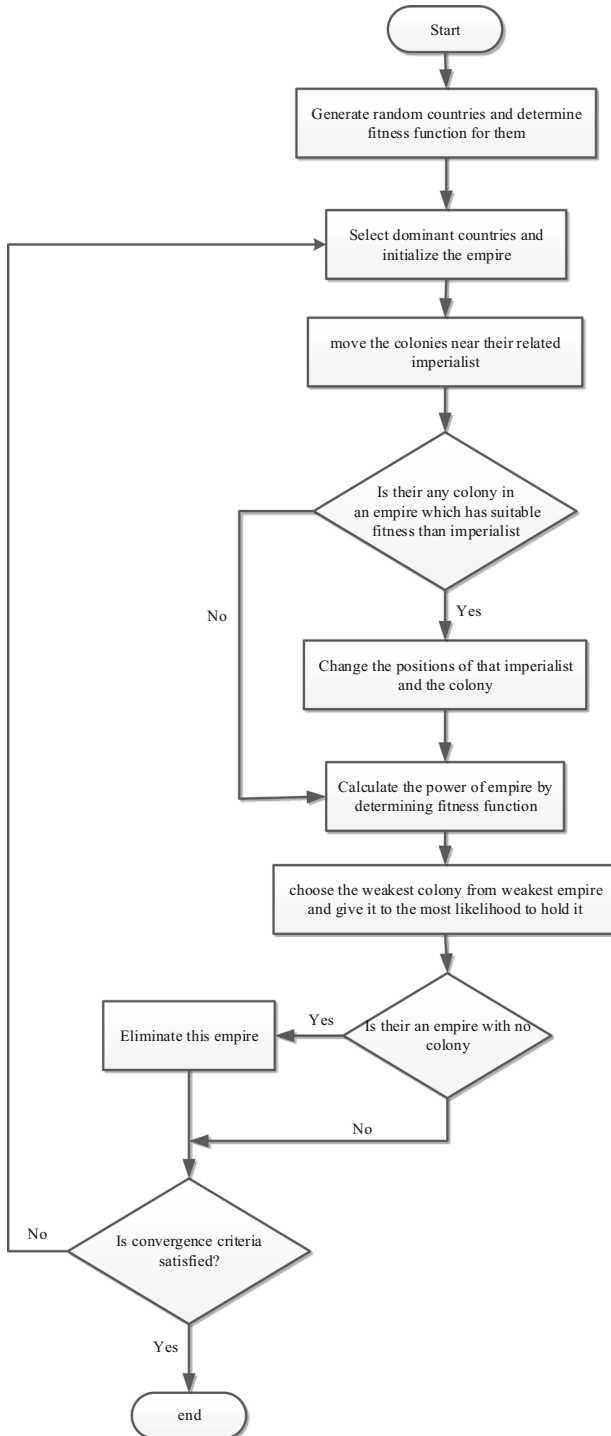 Start
Generate random countries and determine
fitness function for them
Select dominant countries and
initialize the empire
move the colonies near their related
imperialist
Is their any colony in
an empire which has suitable
fitness than imperialist
No
Yes
Change the positions of that imperialist
and the colony
Calculate the power of empire by
determining fitness function
choose the weakest colony from weakest empire
and give it to the most likelihood to hold it
Is their an empire with no
colony
Yes
Eliminate this empire
No
Is convergence criteria
satisfied?
No
Yes
end